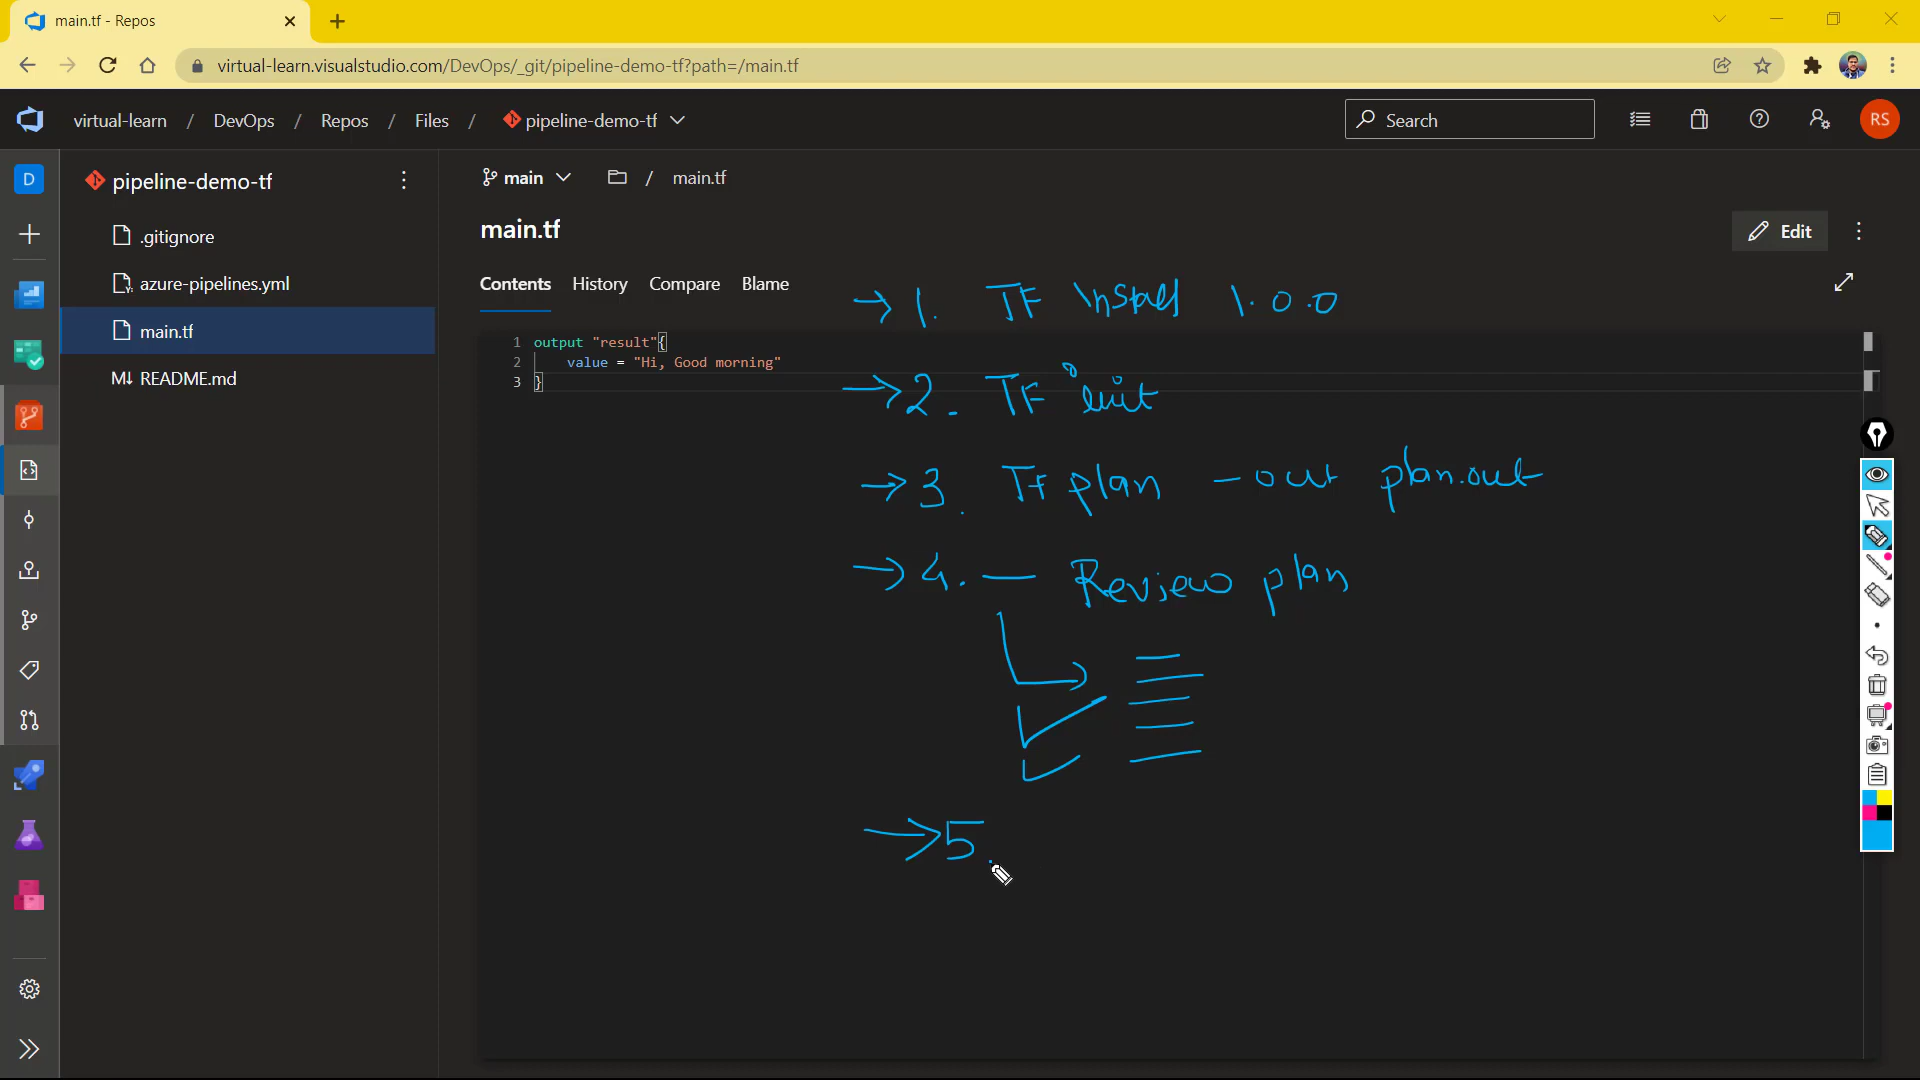 main.tf - Repos
virtual-learn.visualstudio.com/DevOps/_git/pipeline-demo-tf?path=/main.tf
virtual-learn / DevOps / Repos / Files / pipeline-demo-tf
Search
RS
D
pipeline-demo-tf
.gitignore
azure-pipelines.yml
main.tf
M↓ README.md
main / main.tf
main.tf
Edit
Contents History Compare Blame
1 output "result"{
2 value = "Hi, Good morning"
3 }
→ 1. TF Install 1.0.0
→ 2. TF init
→ 3. TF plan -out plan.out
→ 4. — Review plan
→ 5.